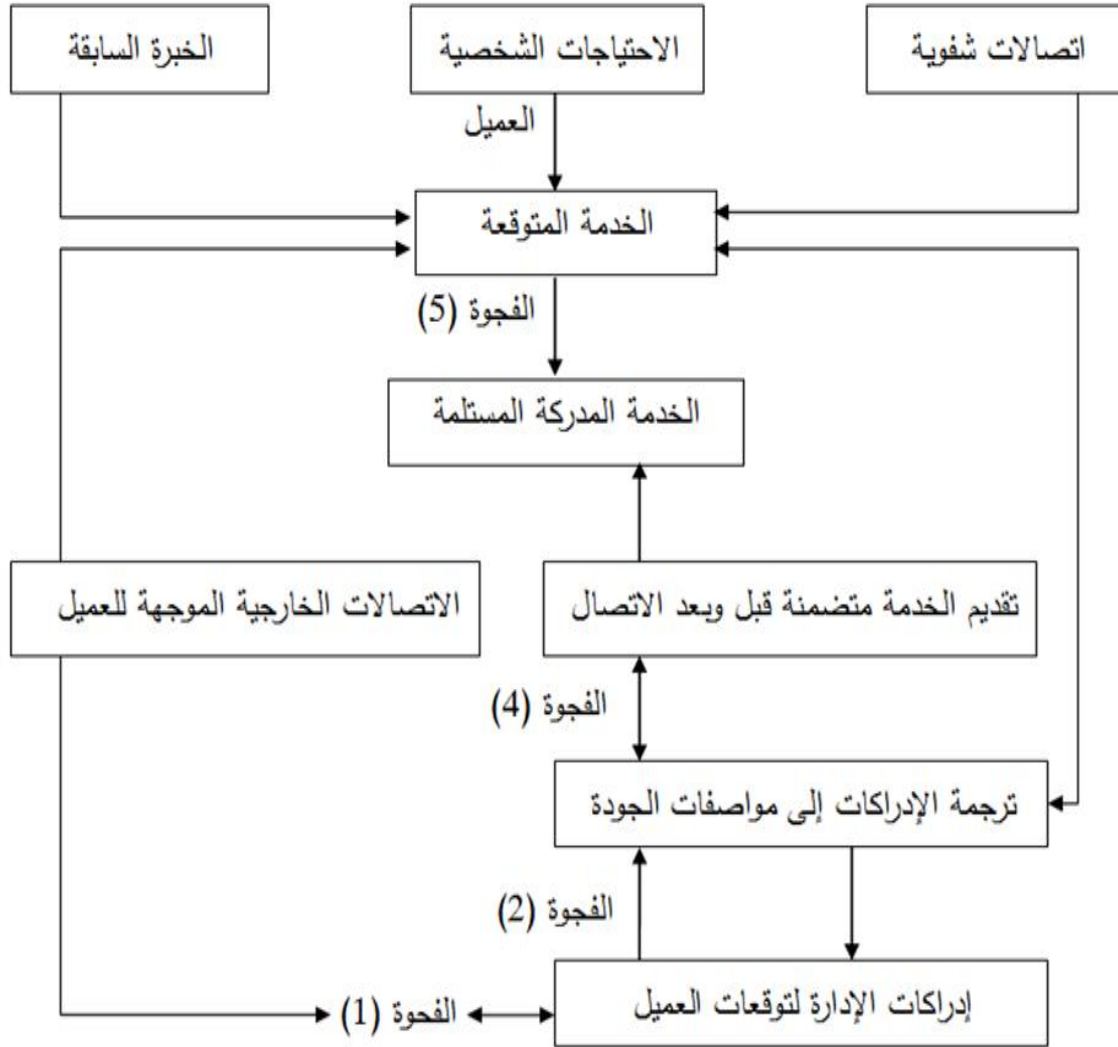 اتصالات شفوية
الاحتياجات الشخصية
الخبرة السابقة
العميل
الخدمة المتوقعة
الفجوة (5)
الخدمة المدركة المستلمة
تقديم الخدمة متضمنة قبل وبعد الاتصال
الاتصالات الخارجية الموجهة للعميل
الفجوة (4)
ترجمة الإدراكات إلى مواصفات الجودة
الفجوة (2)
إدراكات الإدارة لتوقعات العميل
الفحوة (1)